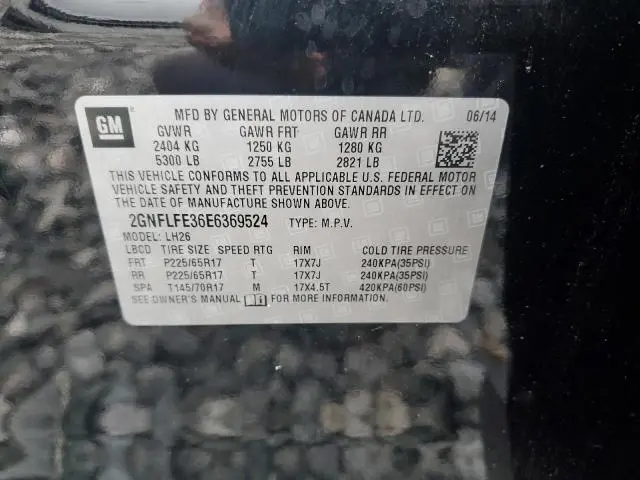 GM
MFD BY GENERAL MOTORS OF CANADA LTD. 06/14
GVWR GAWR FRT GAWR RR
2404 KG 1250 KG 1280 KG
5300 LB 2755 LB 2821 LB
THIS VEHICLE CONFORMS TO ALL APPLICABLE U.S. FEDERAL MOTOR
VEHICLE SAFETY AND THEFT PREVENTION STANDARDS IN EFFECT ON
THE DATE OF MANUFACTURE SHOWN ABOVE.
2GNFLFE36E6369524 TYPE: M.P.V.
MODEL: LH26
LBCD TIRE SIZE SPEED RTG RIM COLD TIRE PRESSURE
FRT P225/65R17 T 17X7J 240KPA(35PSI)
RR P225/65R17 T 17X7J 240KPA(35PSI)
SPA T145/70R17 M 17X4.5T 420KPA(60PSI)
SEE OWNER'S MANUAL i FOR MORE INFORMATION.